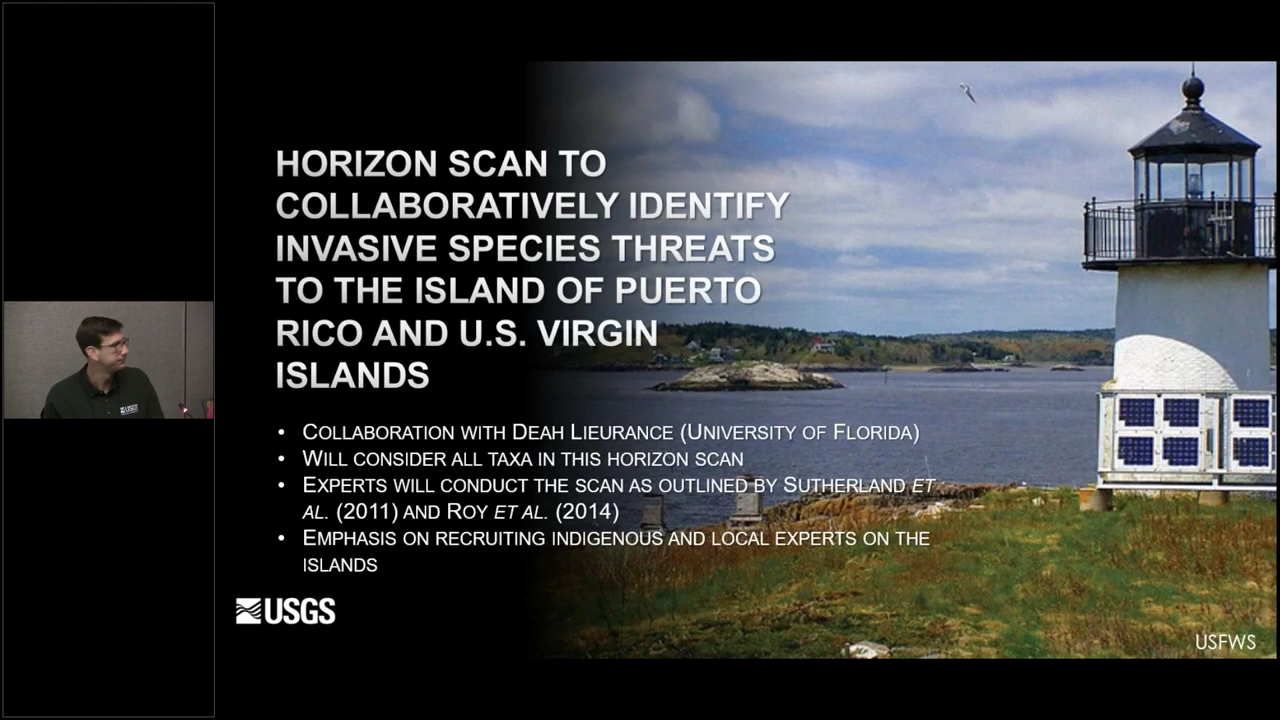 HORIZON SCAN TO
COLLABORATIVELY IDENTIFY
INVASIVE SPECIES THREATS
TO THE ISLAND OF PUERTO
RICO AND U.S. VIRGIN
ISLANDS
• COLLABORATION WITH DEAH LIEURANCE (UNIVERSITY OF FLORIDA)
• WILL CONSIDER ALL TAXA IN THIS HORIZON SCAN
• EXPERTS WILL CONDUCT THE SCAN AS OUTLINED BY SUTHERLAND ET
AL. (2011) AND ROY ET AL. (2014)
• EMPHASIS ON RECRUITING INDIGENOUS AND LOCAL EXPERTS ON THE
ISLANDS
USGS
USFWS
USGS